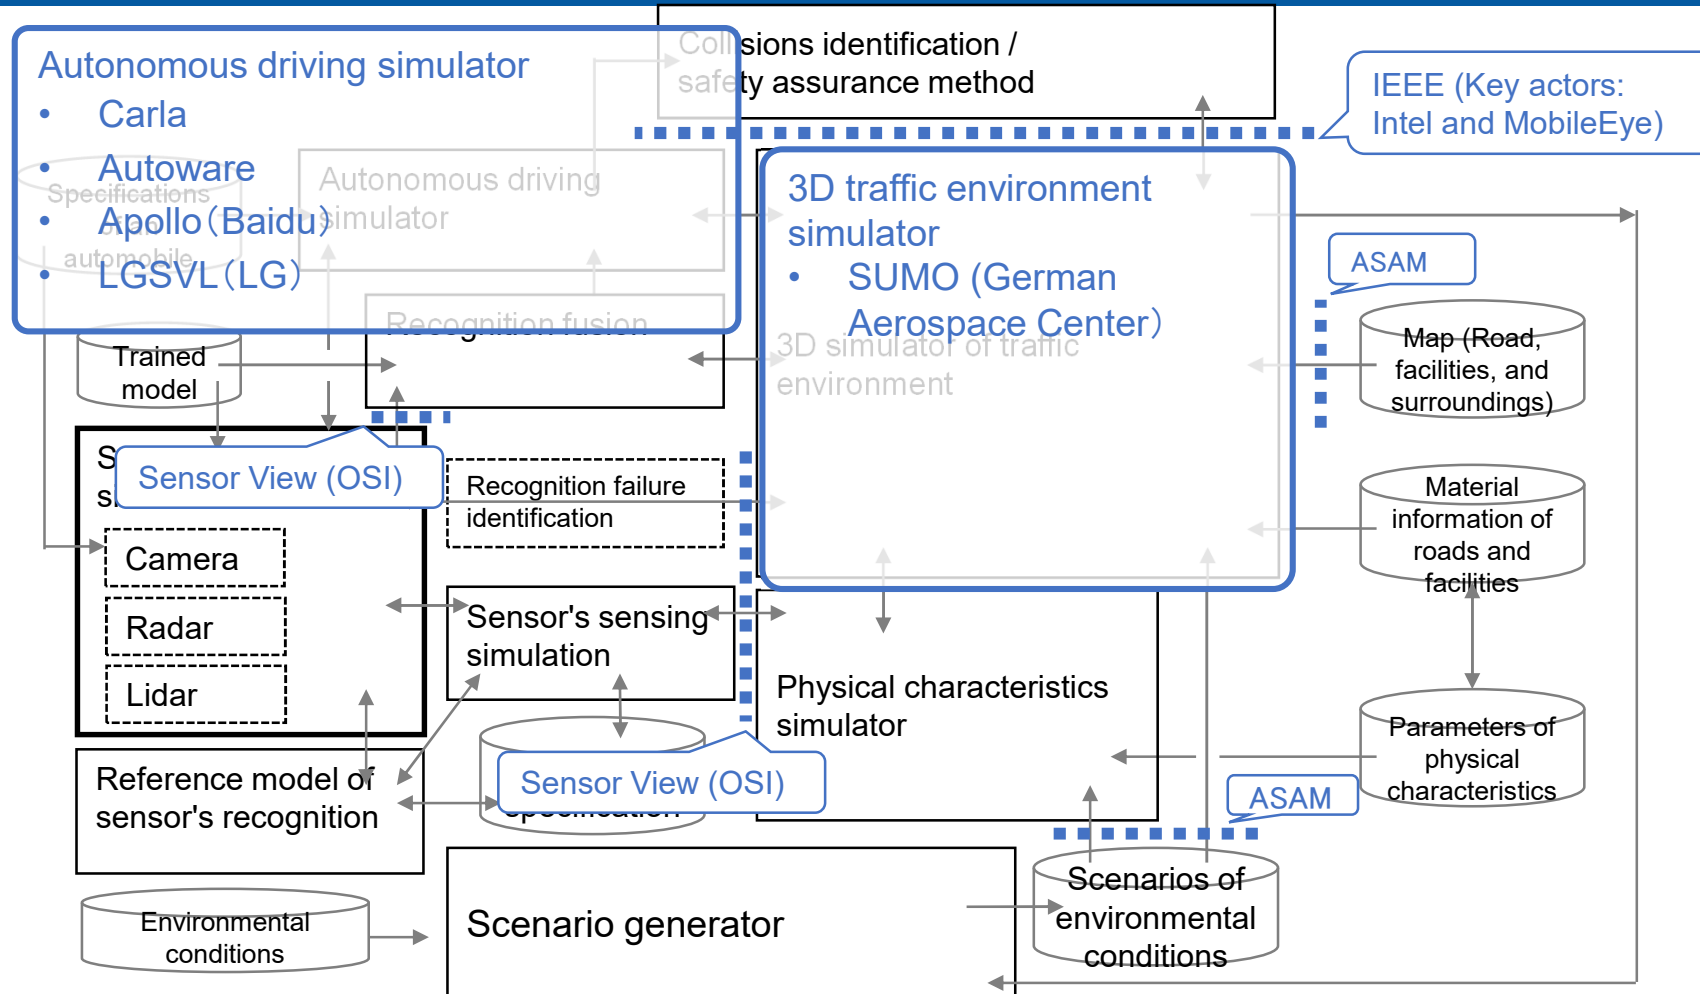 Collisions identification /
safety assurance method
Autonomous driving simulator
• Carla
• Autoware
• Apollo（Baidu）
• LGSVL（LG）
IEEE (Key actors:
Intel and MobileEye)
Specifications
of an
automobile
Autonomous driving
simulator
3D traffic environment
simulator
• SUMO (German
Aerospace Center）
ASAM
Recognition fusion
3D simulator of traffic
environment
Trained
model
Map (Road,
facilities, and
surroundings)
Sensor View (OSI)
Recognition failure
identification
Material
information of
roads and
facilities
Camera
Radar
Lidar
Sensor's sensing
simulation
Physical characteristics
simulator
Parameters of
physical
characteristics
Reference model of
sensor's recognition
Sensor View (OSI)
specification
ASAM
Environmental
conditions
Scenario generator
Scenarios of
environmental
conditions